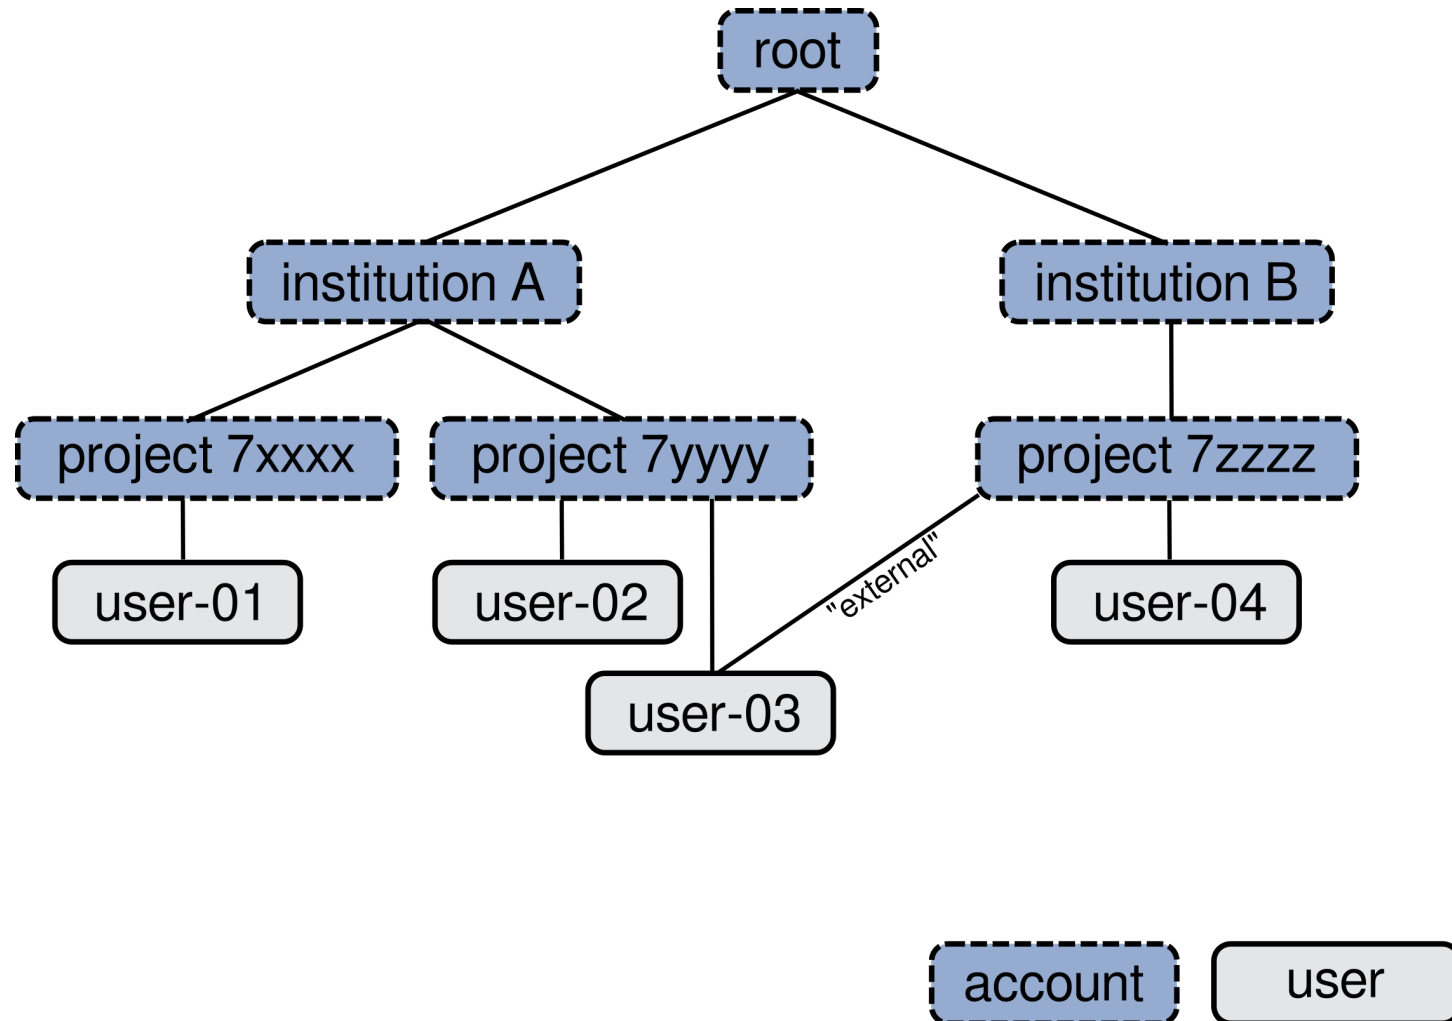 root
institution A
institution B
project 7xxxx
project 7yyyy
project 7zzzz
"external"
user-01
user-02
user-04
user-03
account
user